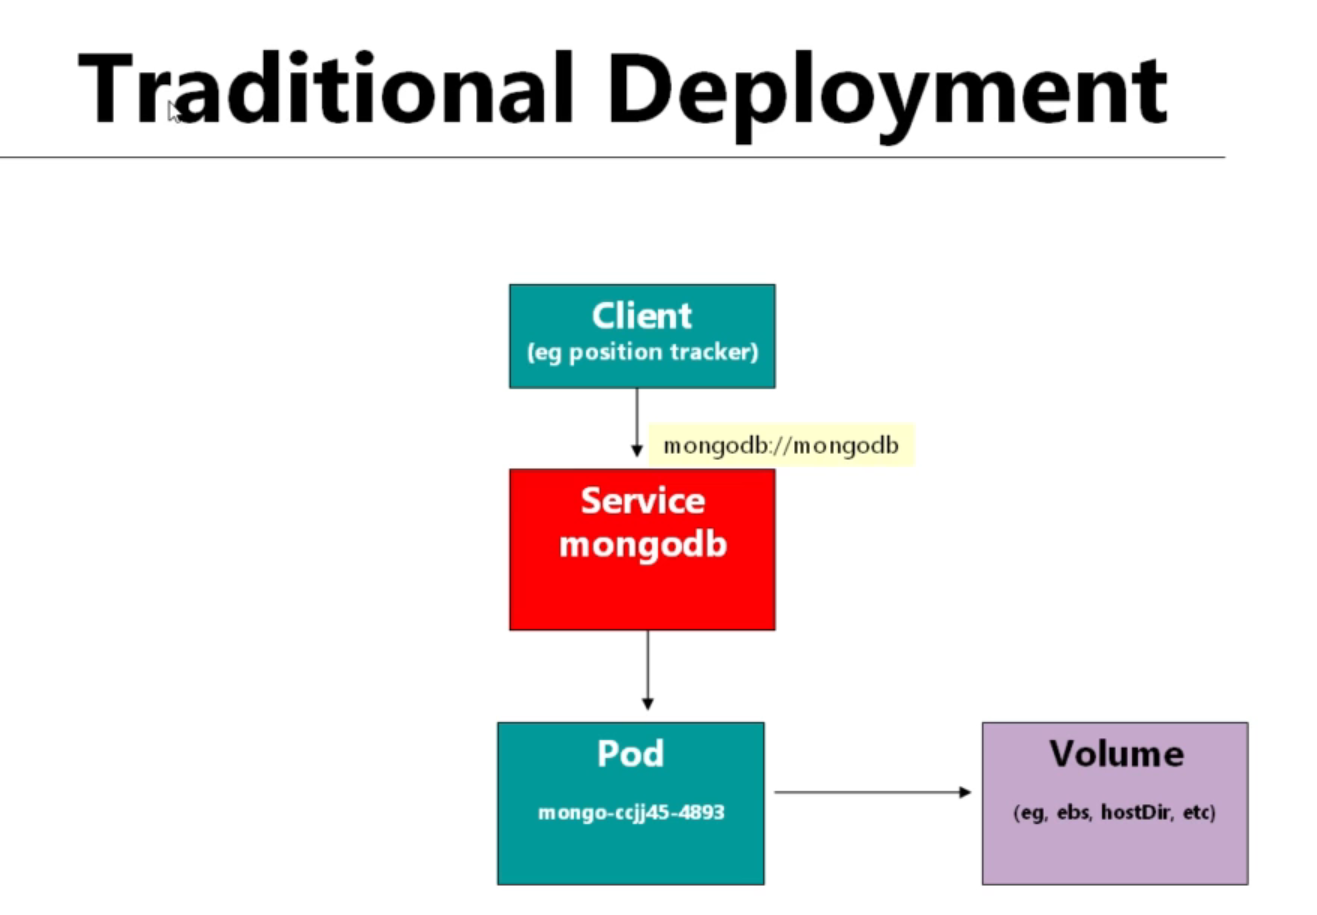 Traditional Deployment
Client
(eg position tracker)
mongodb://mongodb
Service
mongodb
Pod
mongo-ccjj45-4893
Volume
(eg, ebs, hostDir, etc)